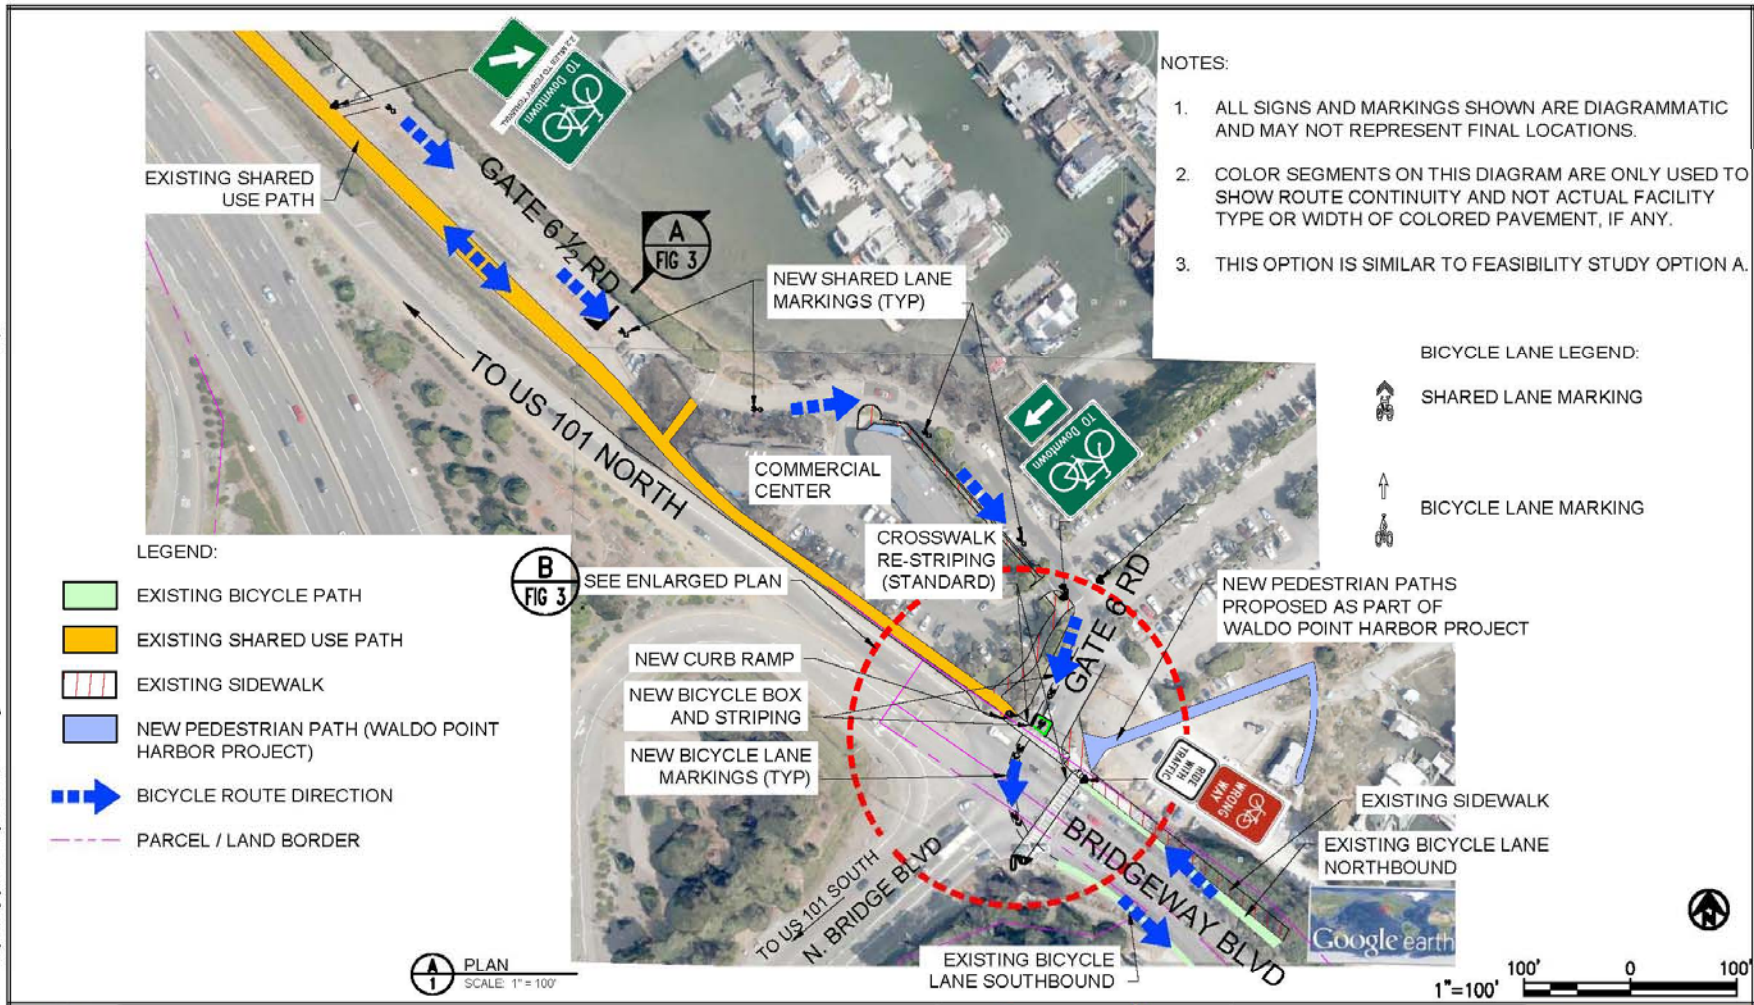 NOTES:
1. ALL SIGNS AND MARKINGS SHOWN ARE DIAGRAMMATIC
AND MAY NOT REPRESENT FINAL LOCATIONS.
2. COLOR SEGMENTS ON THIS DIAGRAM ARE ONLY USED TO
SHOW ROUTE CONTINUITY AND NOT ACTUAL FACILITY
TYPE OR WIDTH OF COLORED PAVEMENT, IF ANY.
3. THIS OPTION IS SIMILAR TO FEASIBILITY STUDY OPTION A.
BICYCLE LANE LEGEND:
SHARED LANE MARKING
BICYCLE LANE MARKING
2.2 MILES TO FERRY TERMINAL
TO Downtown
EXISTING SHARED
USE PATH
GATE 6 ½ RD
A
FIG 3
NEW SHARED LANE
MARKINGS (TYP)
TO US 101 NORTH
COMMERCIAL
CENTER
TO Downtown
CROSSWALK
RE-STRIPING
(STANDARD)
B
FIG 3
SEE ENLARGED PLAN
GATE 6 RD
NEW PEDESTRIAN PATHS
PROPOSED AS PART OF
WALDO POINT HARBOR PROJECT
NEW CURB RAMP
NEW BICYCLE BOX
AND STRIPING
NEW BICYCLE LANE
MARKINGS (TYP)
RIDE
WITH
TRAFFIC
WRONG
WAY
EXISTING SIDEWALK
EXISTING BICYCLE LANE
NORTHBOUND
BRIDGEWAY BLVD
TO US 101 SOUTH
N. BRIDGE BLVD
EXISTING BICYCLE
LANE SOUTHBOUND
LEGEND:
EXISTING BICYCLE PATH
EXISTING SHARED USE PATH
EXISTING SIDEWALK
NEW PEDESTRIAN PATH (WALDO POINT
HARBOR PROJECT)
BICYCLE ROUTE DIRECTION
PARCEL / LAND BORDER
A
1
PLAN
SCALE: 1" = 100'
Google earth
N
100' 0 100'
1"=100'